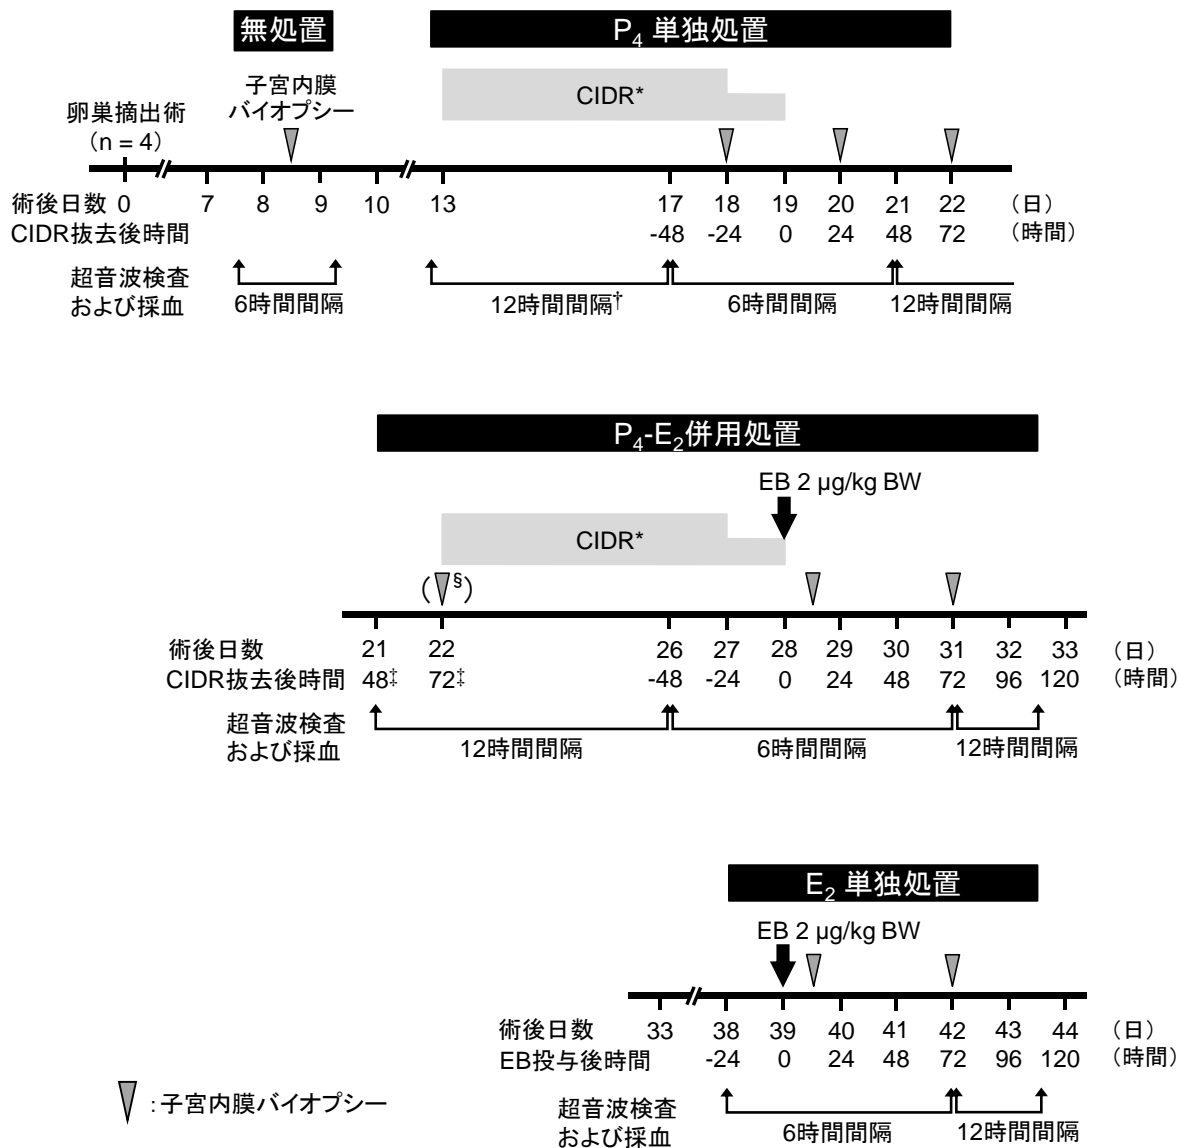 無処置
P₄ 単独処置
子宮内膜
バイオプシー
CIDR*
卵巣摘出術
(n = 4)
術後日数 0 7 8 9 10 13 17 18 19 20 21 22 (日)
CIDR抜去後時間 -48 -24 0 24 48 72 (時間)
超音波検査
および採血
6時間間隔 12時間間隔† 6時間間隔 12時間間隔
P₄-E₂併用処置
EB 2 µg/kg BW
CIDR*
(§)
術後日数 21 22 26 27 28 29 30 31 32 33 (日)
CIDR抜去後時間 48‡ 72‡ -48 -24 0 24 48 72 96 120 (時間)
超音波検査
および採血
12時間間隔 6時間間隔 12時間間隔
E₂ 単独処置
EB 2 µg/kg BW
術後日数 33 38 39 40 41 42 43 44 (日)
EB投与後時間 -24 0 24 48 72 96 120 (時間)
超音波検査
および採血
6時間間隔 12時間間隔
:子宮内膜バイオプシー